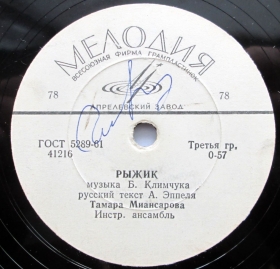 МЕЛОДИЯ
ВСЕСОЮЗНАЯ ФИРМА ГРАМПЛАСТИНОК
78 78
АПРЕЛЕВСКИЙ ЗАВОД
ГОСТ 5289-61 Третья гр.
41216 0-57
РЫЖИК
музыка Б. Климчука
русский текст А. Эппеля
Тамара Миансарова
Инстр. ансамбль